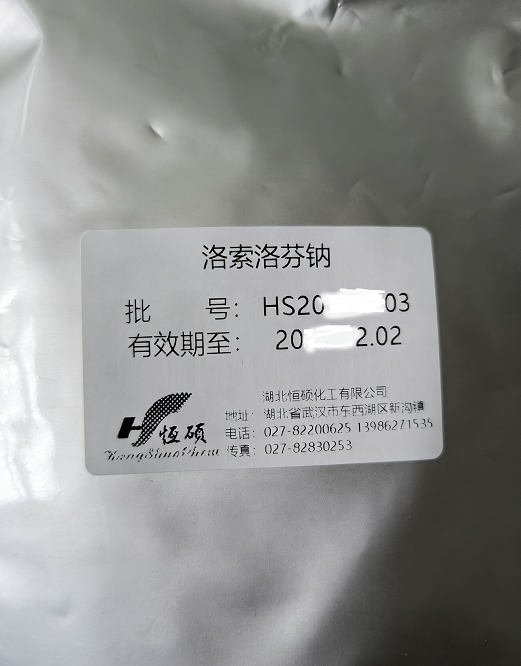 洛索洛芬钠
批 号： HS20 03
有效期至： 20 2.02
湖北恒硕化工有限公司
地址：湖北省武汉市东西湖区新沟镇
电话：027-82200625 13986271535
传真：027-82830253
H 恒硕